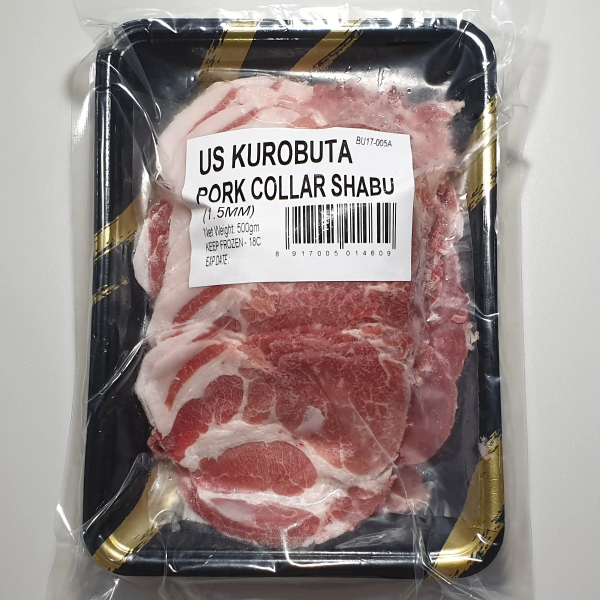 BU17-005A
US KUROBUTA
PORK COLLAR SHABU
(1.5MM)
Net Weight: 500gm
KEEP FROZEN - 18C
EXP DATE :
8 917005 014609